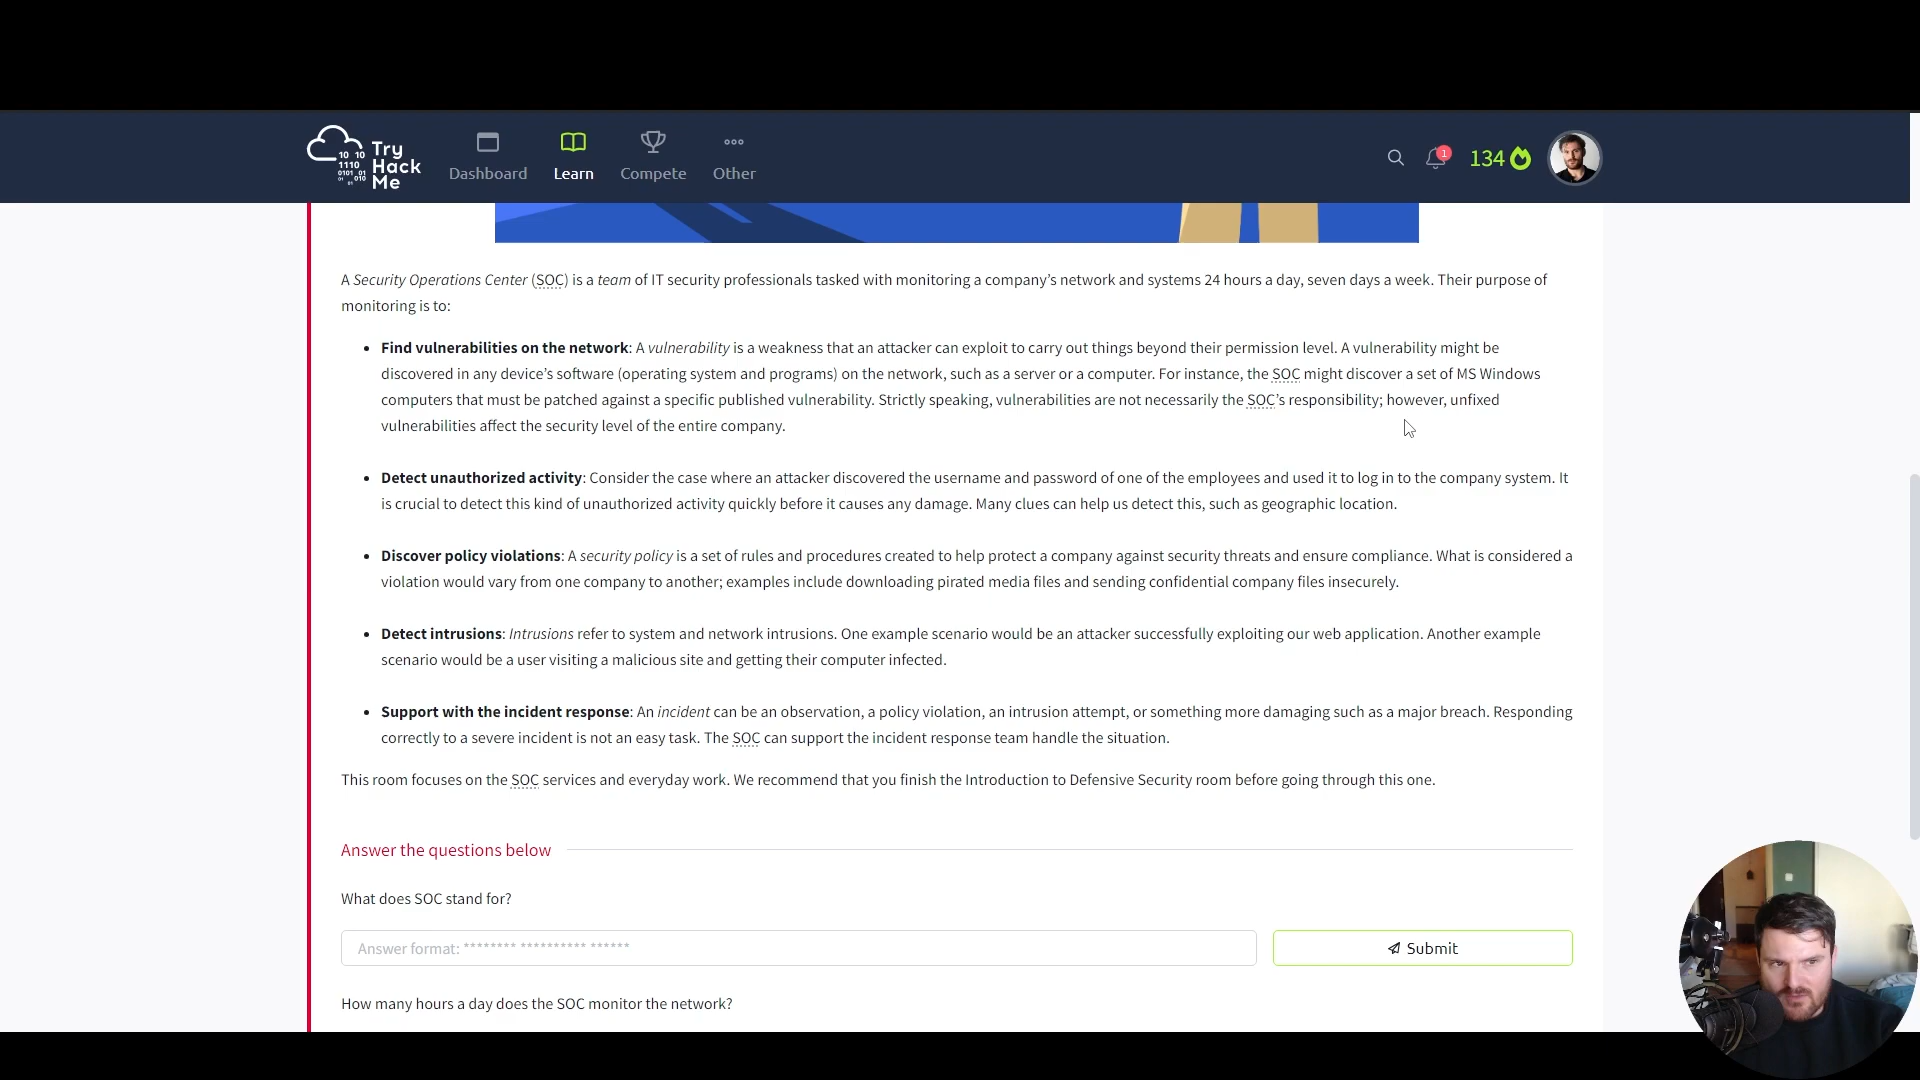 Try
Hack
Me
10 10
1110
0101 01
01 010
Dashboard
Learn
Compete
Other
1
134
A Security Operations Center (SOC) is a team of IT security professionals tasked with monitoring a company’s network and systems 24 hours a day, seven days a week. Their purpose of
monitoring is to:
• Find vulnerabilities on the network: A vulnerability is a weakness that an attacker can exploit to carry out things beyond their permission level. A vulnerability might be
discovered in any device’s software (operating system and programs) on the network, such as a server or a computer. For instance, the SOC might discover a set of MS Windows
computers that must be patched against a specific published vulnerability. Strictly speaking, vulnerabilities are not necessarily the SOC’s responsibility; however, unfixed
vulnerabilities affect the security level of the entire company.
• Detect unauthorized activity: Consider the case where an attacker discovered the username and password of one of the employees and used it to log in to the company system. It
is crucial to detect this kind of unauthorized activity quickly before it causes any damage. Many clues can help us detect this, such as geographic location.
• Discover policy violations: A security policy is a set of rules and procedures created to help protect a company against security threats and ensure compliance. What is considered a
violation would vary from one company to another; examples include downloading pirated media files and sending confidential company files insecurely.
• Detect intrusions: Intrusions refer to system and network intrusions. One example scenario would be an attacker successfully exploiting our web application. Another example
scenario would be a user visiting a malicious site and getting their computer infected.
• Support with the incident response: An incident can be an observation, a policy violation, an intrusion attempt, or something more damaging such as a major breach. Responding
correctly to a severe incident is not an easy task. The SOC can support the incident response team handle the situation.
This room focuses on the SOC services and everyday work. We recommend that you finish the Introduction to Defensive Security room before going through this one.
Answer the questions below
What does SOC stand for?
Answer format: ******** ********** ******
Submit
How many hours a day does the SOC monitor the network?